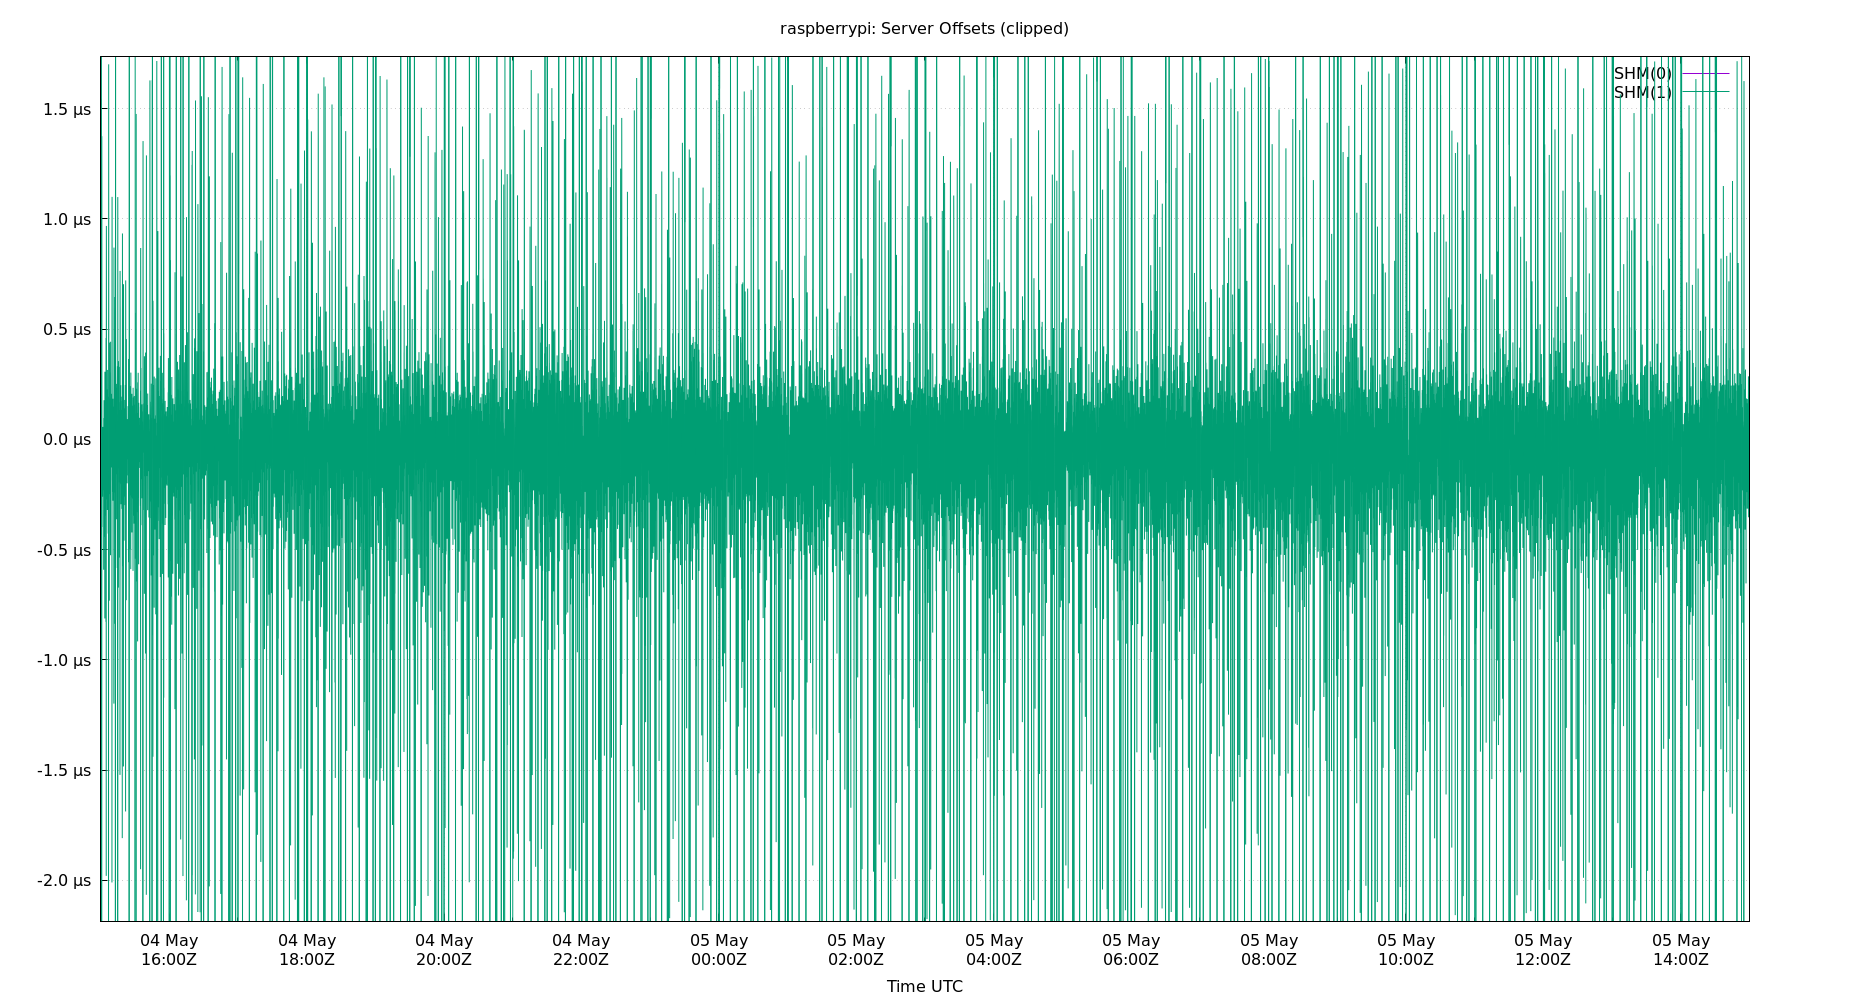 raspberrypi: Server Offsets (clipped)
SHM(0)
SHM(1)
1.5 µs
1.0 µs
0.5 µs
0.0 µs
-0.5 µs
-1.0 µs
-1.5 µs
-2.0 µs
04 May 04 May 04 May 04 May 05 May 05 May 05 May 05 May 05 May 05 May 05 May 05 May
16:00Z 18:00Z 20:00Z 22:00Z 00:00Z 02:00Z 04:00Z 06:00Z 08:00Z 10:00Z 12:00Z 14:00Z
Time UTC